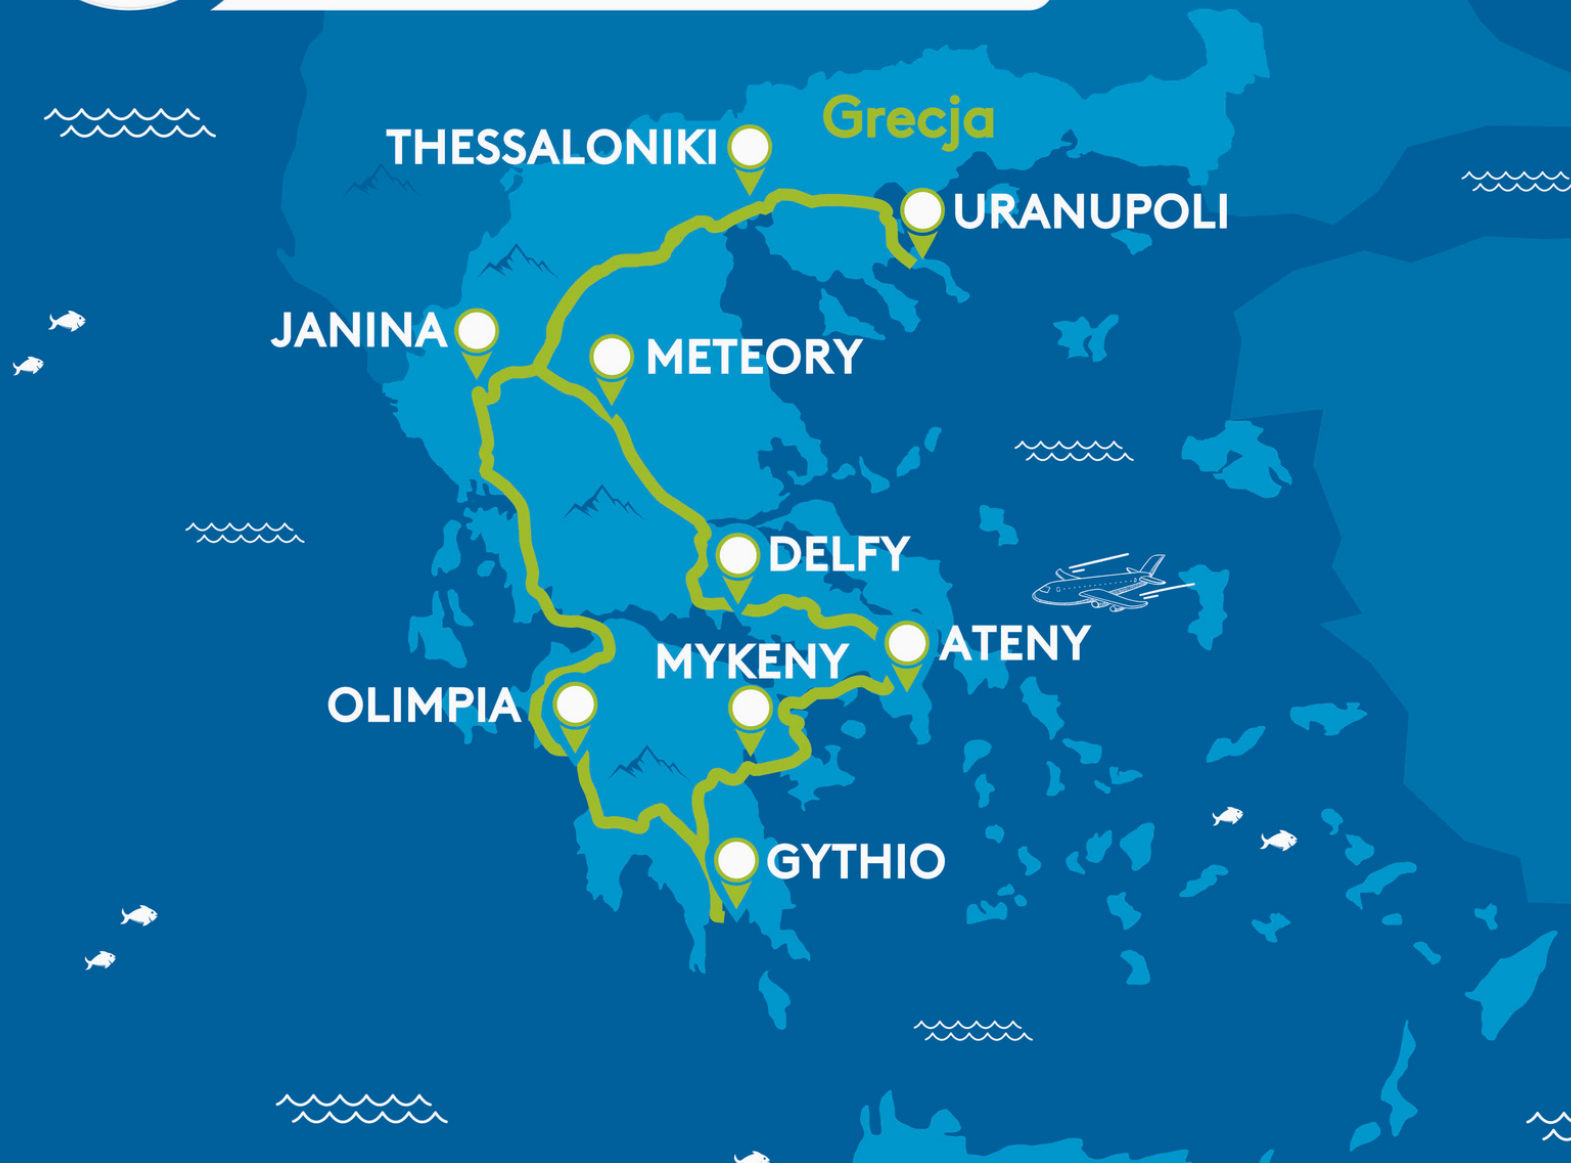 Grecja
THESSALONIKI
URANUPOLI
JANINA
METEORY
DELFY
ATENY
MYKENY
OLIMPIA
GYTHIO